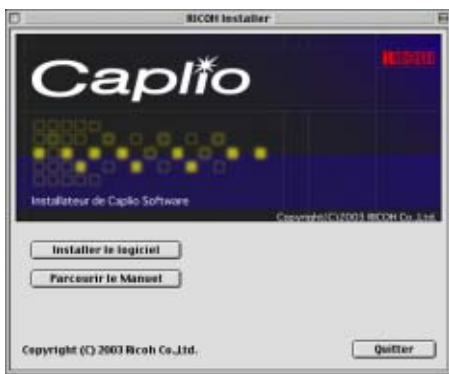 RICOH Installer
Caplio
RICOH
Installateur de Caplio Software
Copyright(C)2003 RICOH Co.,Ltd.
Installer le logiciel
Parcourir le Manuel
Copyright (C) 2003 Ricoh Co.,Ltd.
Quitter